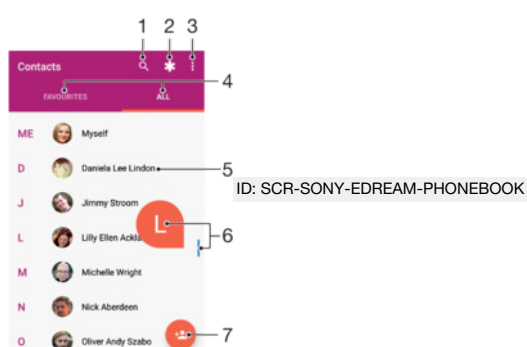 1 2 3
Contacts
4
FAVOURITES ALL
ME Myself
D Daniela Lee Lindon 5
ID: SCR-SONY-EDREAM-PHONEBOOK
J Jimmy Stroom
L
L Lilly Ellen Ackla 6
M Michelle Wright
N Nick Aberdeen
O Oliver Andy Szabo 7